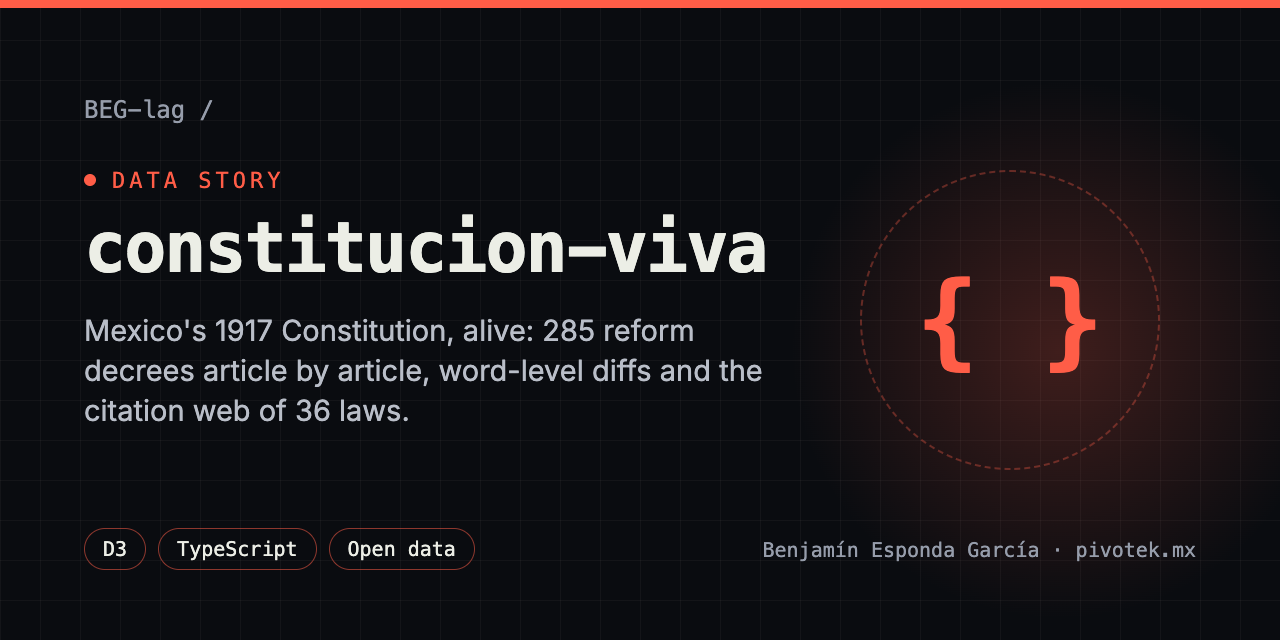 BEG-lag /
DATA STORY
constitucion-viva
Mexico's 1917 Constitution, alive: 285 reform
decrees article by article, word-level diffs and the
citation web of 36 laws.
{ }
D3
TypeScript
Open data
Benjamín Esponda García · pivotek.mx